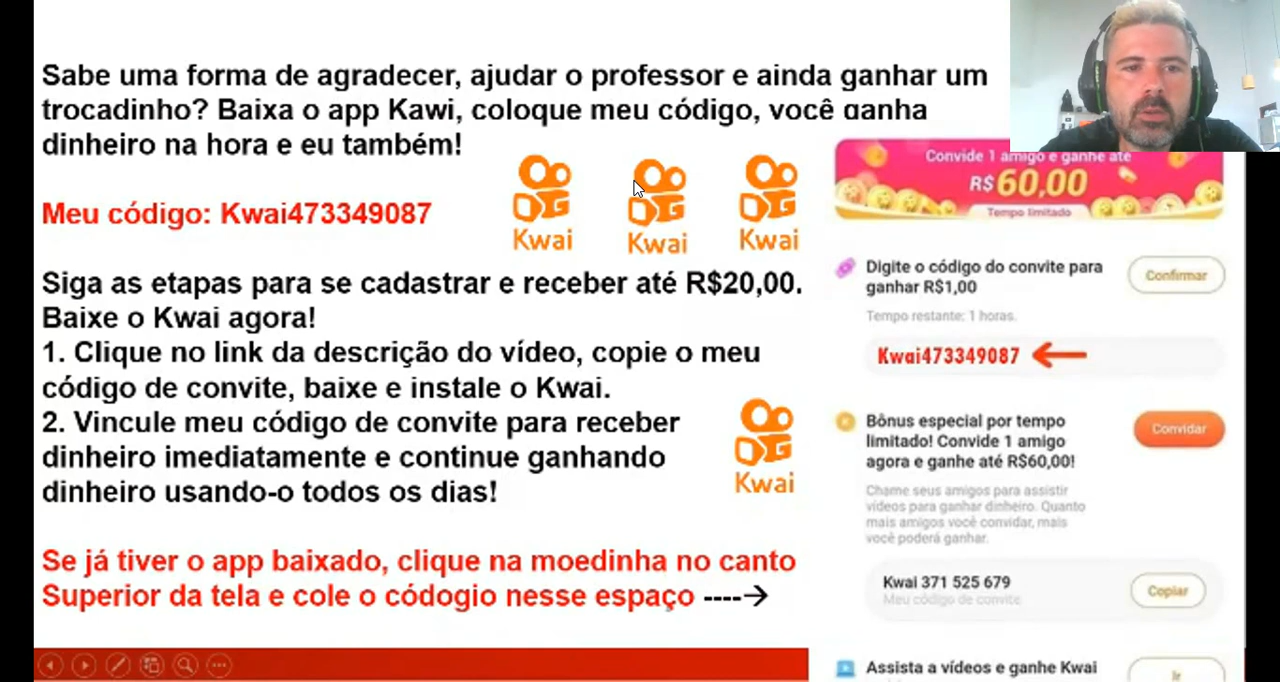 Sabe uma forma de agradecer, ajudar o professor e ainda ganhar um
trocadinho? Baixa o app Kawi, coloque meu código, você ganha
dinheiro na hora e eu também!
Meu código: Kwai473349087
Kwai
Kwai
Kwai
Siga as etapas para se cadastrar e receber até R$20,00.
Baixe o Kwai agora!
1. Clique no link da descrição do vídeo, copie o meu
código de convite, baixe e instale o Kwai.
2. Vincule meu código de convite para receber
dinheiro imediatamente e continue ganhando
dinheiro usando-o todos os dias!
Kwai
Se já tiver o app baixado, clique na moedinha no canto
Superior da tela e cole o códogio nesse espaço ----→
Convide 1 amigo e ganhe até
R$60,00
Tempo limitado
Digite o código do convite para
ganhar R$1,00
Confirmar
Tempo restante: 1 horas.
Kwai473349087
Bônus especial por tempo
limitado! Convide 1 amigo
agora e ganhe até R$60,00!
Convidar
Chame seus amigos para assistir
vídeos para ganhar dinheiro. Quanto
mais amigos você convidar, mais
você poderá ganhar.
Kwai 371 525 679
Meu código de convite
Copiar
Assista a vídeos e ganhe Kwai
Ir